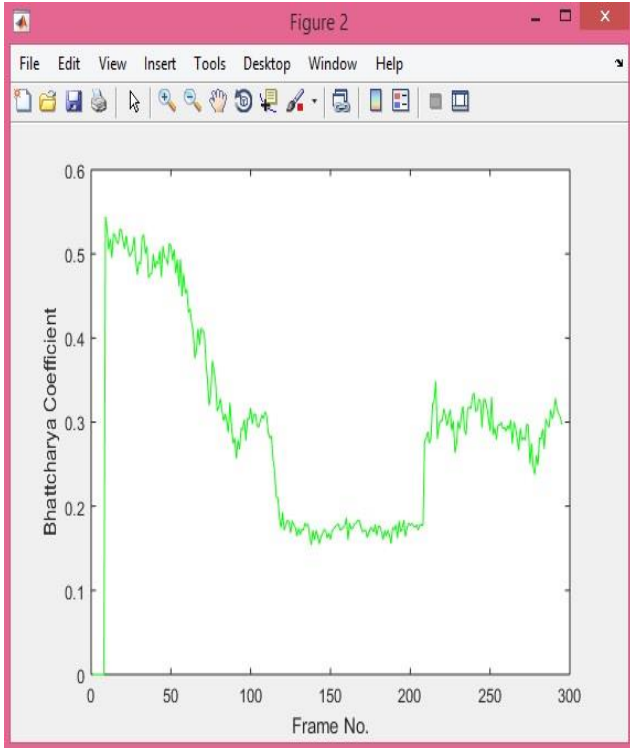 Figure 2
File Edit View Insert Tools Desktop Window Help
0.6
0.5
0.4
0.3
0.2
0.1
0
Bhattcharya Coefficient
0 50 100 150 200 250 300
Frame No.